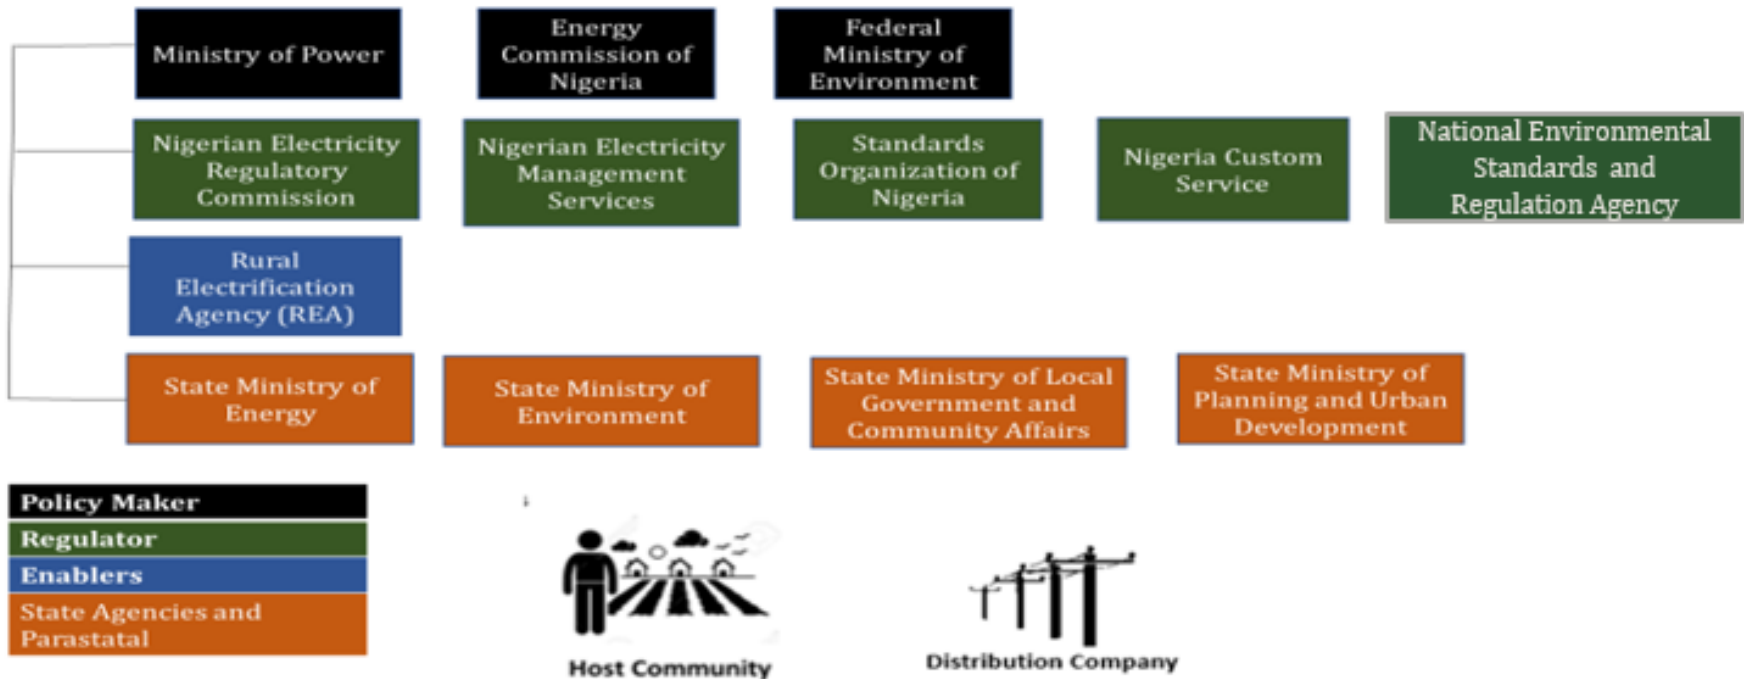 Ministry of Power
Energy
Commission of
Nigeria
Federal
Ministry of
Environment
Nigerian Electricity
Regulatory
Commission
Nigerian Electricity
Management
Services
Standards
Organization of
Nigeria
Nigeria Custom
Service
National Environmental
Standards and
Regulation Agency
Rural
Electrification
Agency (REA)
State Ministry of
Energy
State Ministry of
Environment
State Ministry of Local
Government and
Community Affairs
State Ministry of
Planning and Urban
Development
Policy Maker
Regulator
Enablers
State Agencies and
Parastatal
Host Community
Distribution Company